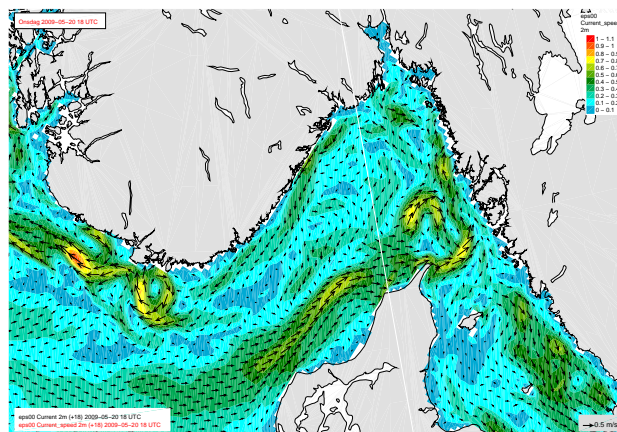 Onsdag 2009-05-20 18 UTC
eps00
Current_speed
2m
1 - 1.1
0.9 - 1
0.8 - 0.9
0.7 - 0.8
0.6 - 0.7
0.5 - 0.6
0.4 - 0.5
0.3 - 0.4
0.2 - 0.3
0.1 - 0.2
0 - 0.1
eps00 Current 2m (+18) 2009-05-20 18 UTC
eps00 Current_speed 2m (+18) 2009-05-20 18 UTC
0.5 m/s